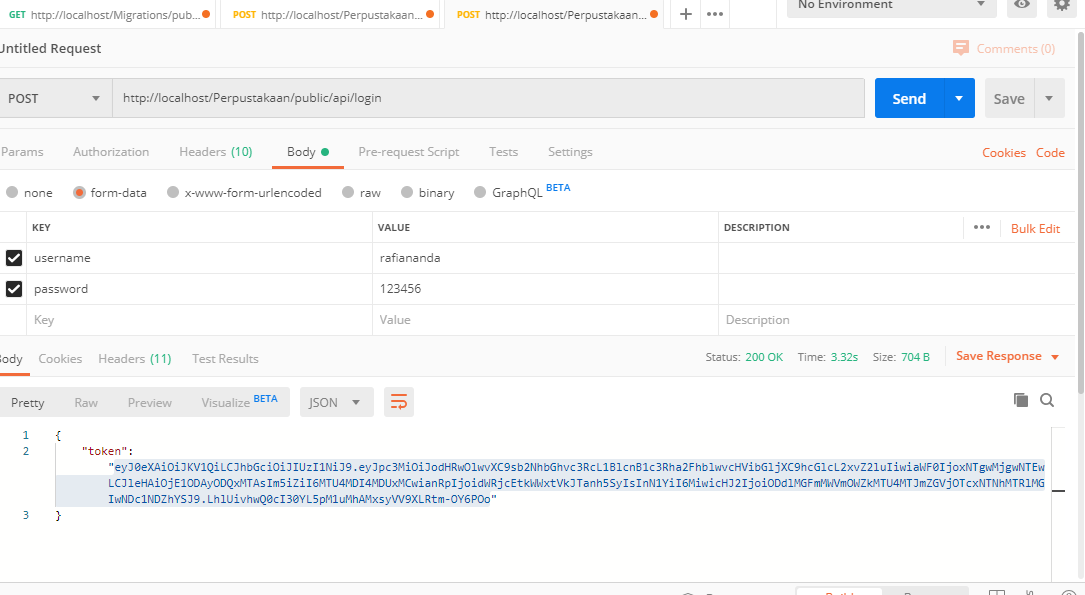 GET http://localhost/Migrations/pub...
POST http://localhost/Perpustakaan...
POST http://localhost/Perpustakaan...
No Environment
Untitled Request
Comments (0)
POST
http://localhost/Perpustakaan/public/api/login
Send
Save
Params
Authorization
Headers (10)
Body
Pre-request Script
Tests
Settings
Cookies
Code
none
form-data
x-www-form-urlencoded
raw
binary
GraphQL BETA
KEY
VALUE
DESCRIPTION
Bulk Edit
username
rafiananda
password
123456
Key
Value
Description
Body
Cookies
Headers (11)
Test Results
Status: 200 OK
Time: 3.32s
Size: 704 B
Save Response
Pretty
Raw
Preview
Visualize BETA
JSON
1 {
2 "token":
3 }